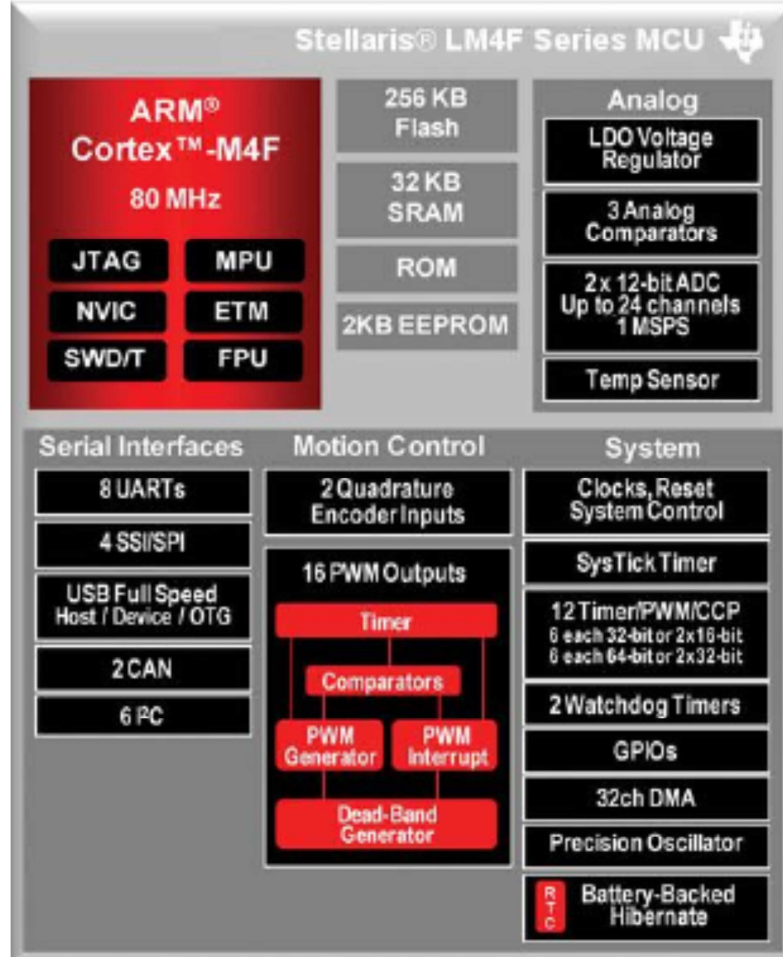 Stellaris® LM4F Series MCU
ARM®
Cortex™-M4F
80 MHz
JTAG
MPU
NVIC
ETM
SWD/T
FPU
256 KB
Flash
32 KB
SRAM
ROM
2KB EEPROM
Analog
LDO Voltage
Regulator
3 Analog
Comparators
2 x 12-bit ADC
Up to 24 channels
1 MSPS
Temp Sensor
Serial Interfaces
8 UARTs
4 SSI/SPI
USB Full Speed
Host / Device / OTG
2 CAN
6 I²C
Motion Control
2 Quadrature
Encoder Inputs
16 PWM Outputs
Timer
Comparators
PWM
Generator
PWM
Interrupt
Dead-Band
Generator
System
Clocks, Reset
System Control
SysTick Timer
12 Timer/PWM/CCP
6 each 32-bit or 2x16-bit
6 each 64-bit or 2x32-bit
2 Watchdog Timers
GPIOs
32ch DMA
Precision Oscillator
RTC
Battery-Backed
Hibernate